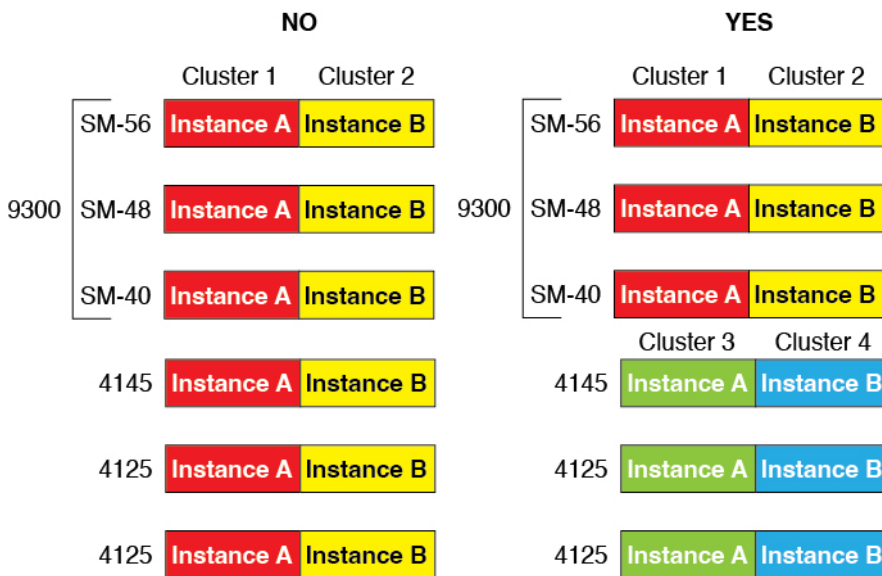 NO YES
Cluster 1 Cluster 2 Cluster 1 Cluster 2
SM-56 Instance A Instance B SM-56 Instance A Instance B
9300 SM-48 Instance A Instance B 9300 SM-48 Instance A Instance B
SM-40 Instance A Instance B SM-40 Instance A Instance B
Cluster 3 Cluster 4
4145 Instance A Instance B 4145 Instance A Instance B
4125 Instance A Instance B 4125 Instance A Instance B
4125 Instance A Instance B 4125 Instance A Instance B